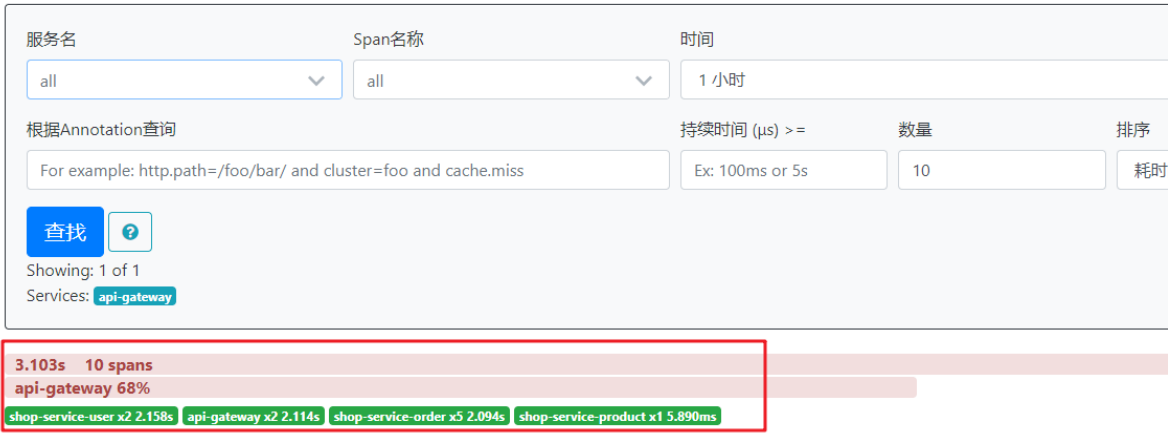 服务名 Span名称 时间
all all 1 小时
根据Annotation查询 持续时间 (μs) >= 数量 排序
For example: http.path=/foo/bar/ and cluster=foo and cache.miss Ex: 100ms or 5s 10 耗时
查找 ?
Showing: 1 of 1
Services: api-gateway
3.103s 10 spans
api-gateway 68%
shop-service-user x2 2.158s api-gateway x2 2.114s shop-service-order x5 2.094s shop-service-product x1 5.890ms